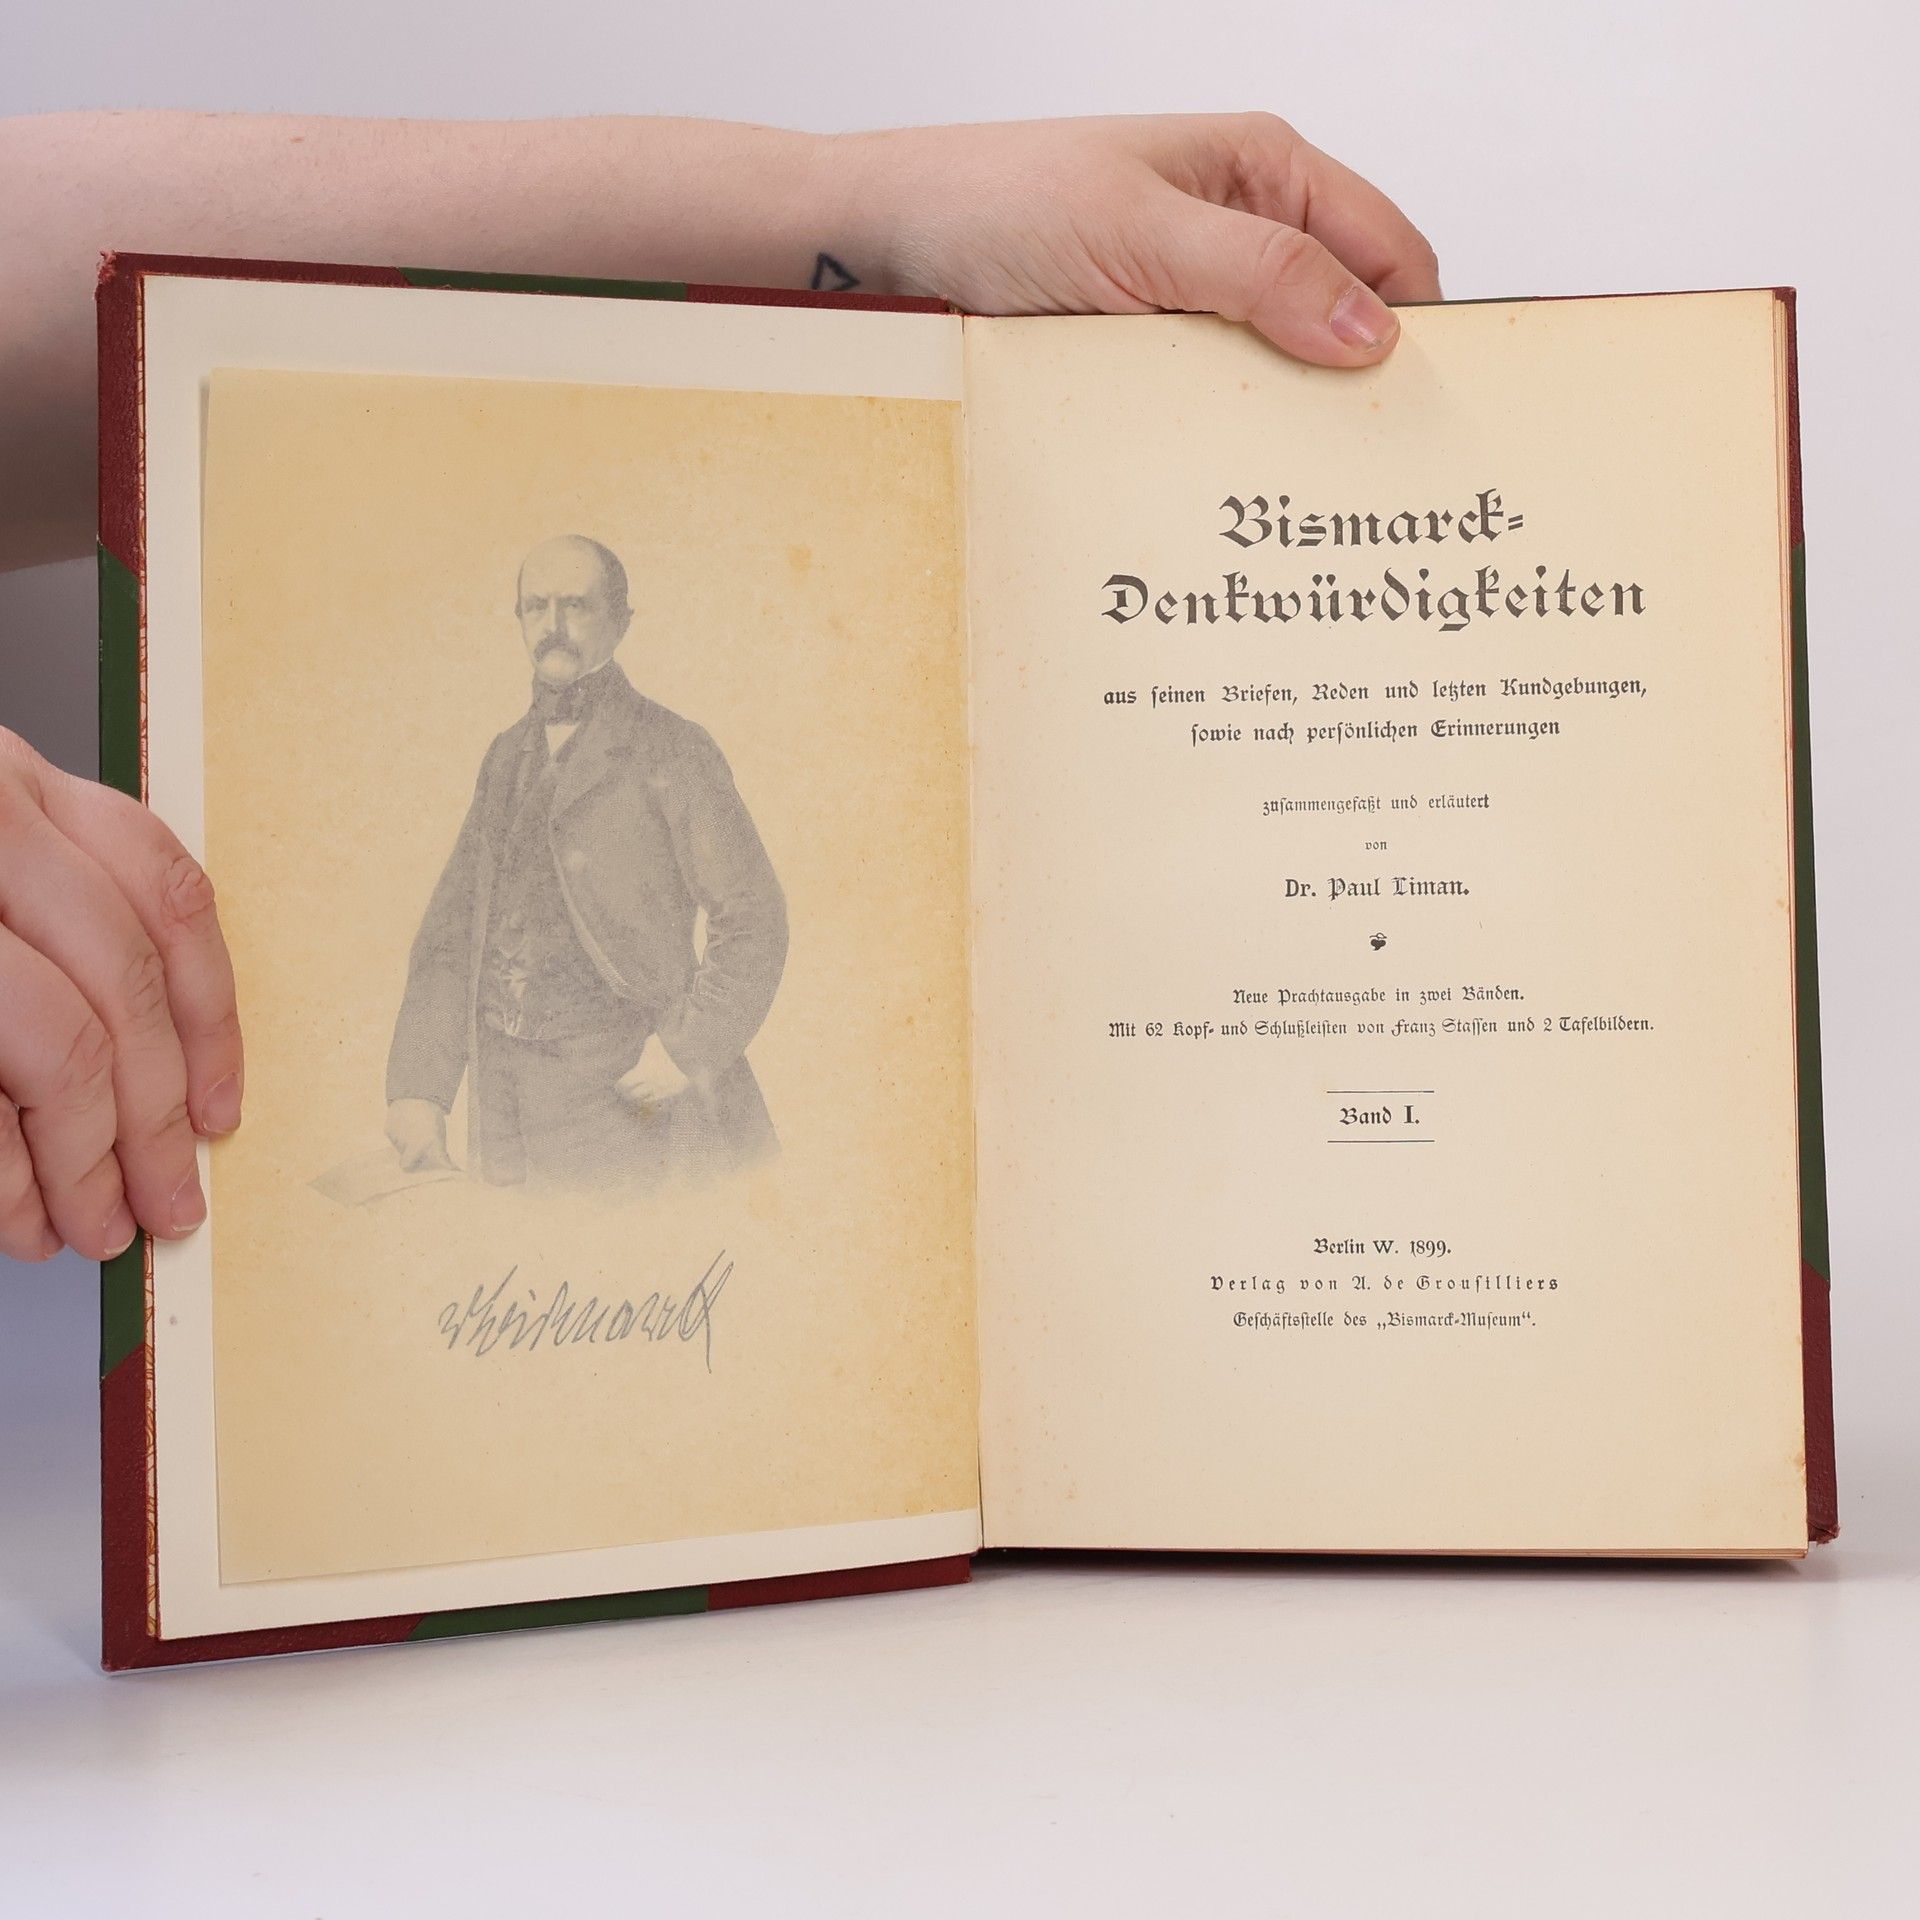 v Bismarck
Bismarck-
Denkwürdigkeiten
aus seinen Briefen, Reden und letzten Kundgebungen,
sowie nach persönlichen Erinnerungen
zusammengefaßt und erläutert
von
Dr. Paul Liman.
Neue Prachtausgabe in zwei Bänden.
Mit 62 Kopf- und Schlußleisten von Franz Stassen und 2 Tafelbildern.
Band I.
Berlin W. 1899.
Verlag von A. de Grousilliers
Geschäftsstelle des „Bismarck-Museum“.